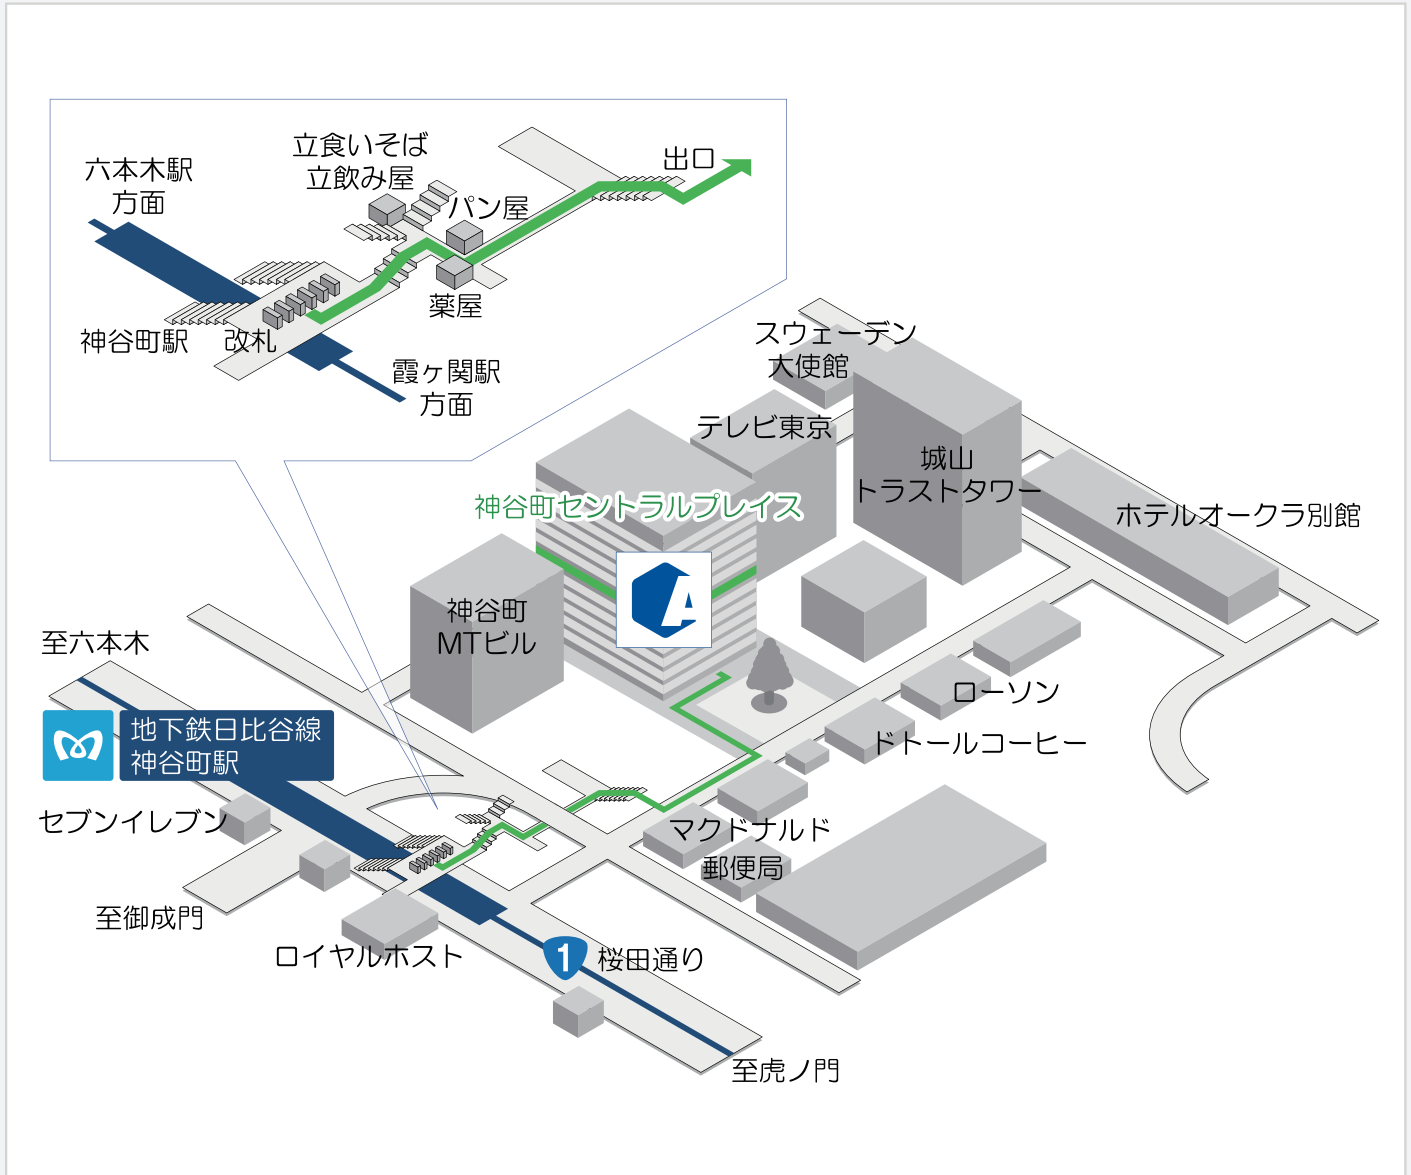 立食いそば
立飲み屋
出口
六本木駅
方面
パン屋
薬屋
神谷町駅
改札
霞ヶ関駅
方面
スウェーデン
大使館
テレビ東京
城山
トラストタワー
神谷町セントラルプレイス
ホテルオークラ別館
A
神谷町
MTビル
至六本木
ローソン
地下鉄日比谷線
神谷町駅
ドトールコーヒー
セブンイレブン
マクドナルド
郵便局
至御成門
ロイヤルホスト
1
桜田通り
至虎ノ門